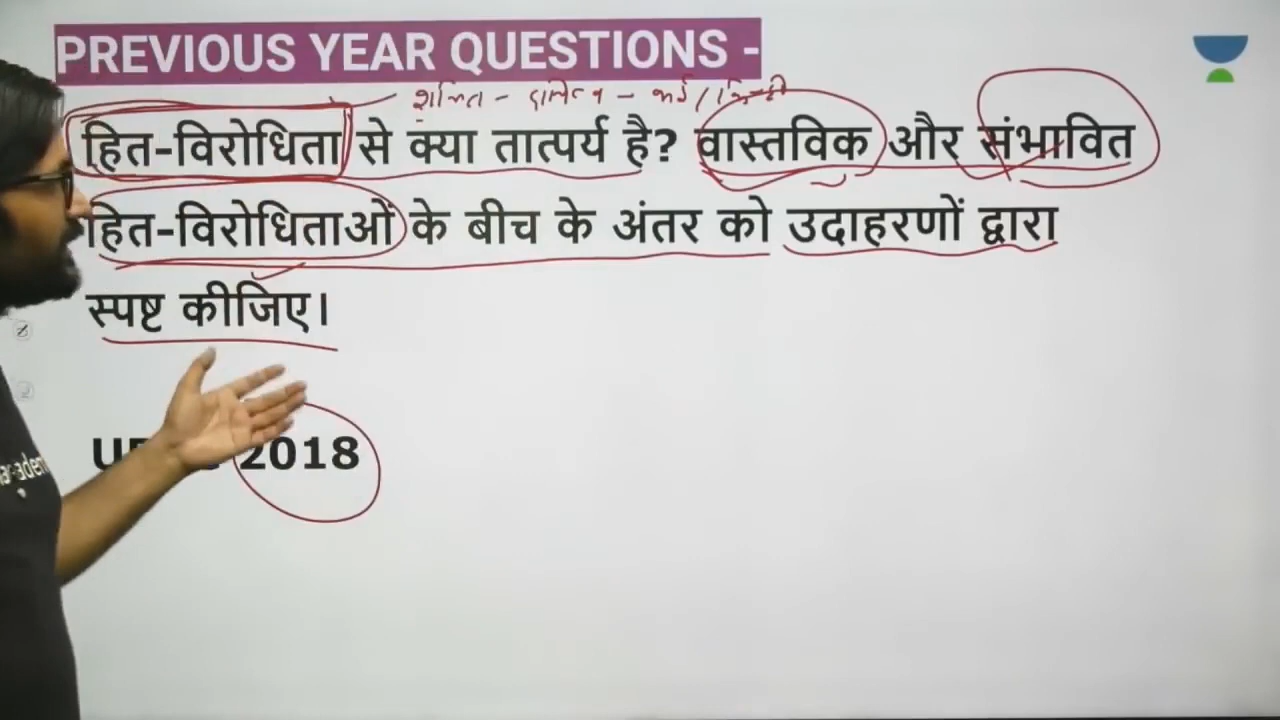 PREVIOUS YEAR QUESTIONS -
हित-विरोधिता से क्या तात्पर्य है? वास्तविक और संभावित
हित-विरोधिताओं के बीच के अंतर को उदाहरणों द्वारा
स्पष्ट कीजिए।
2018